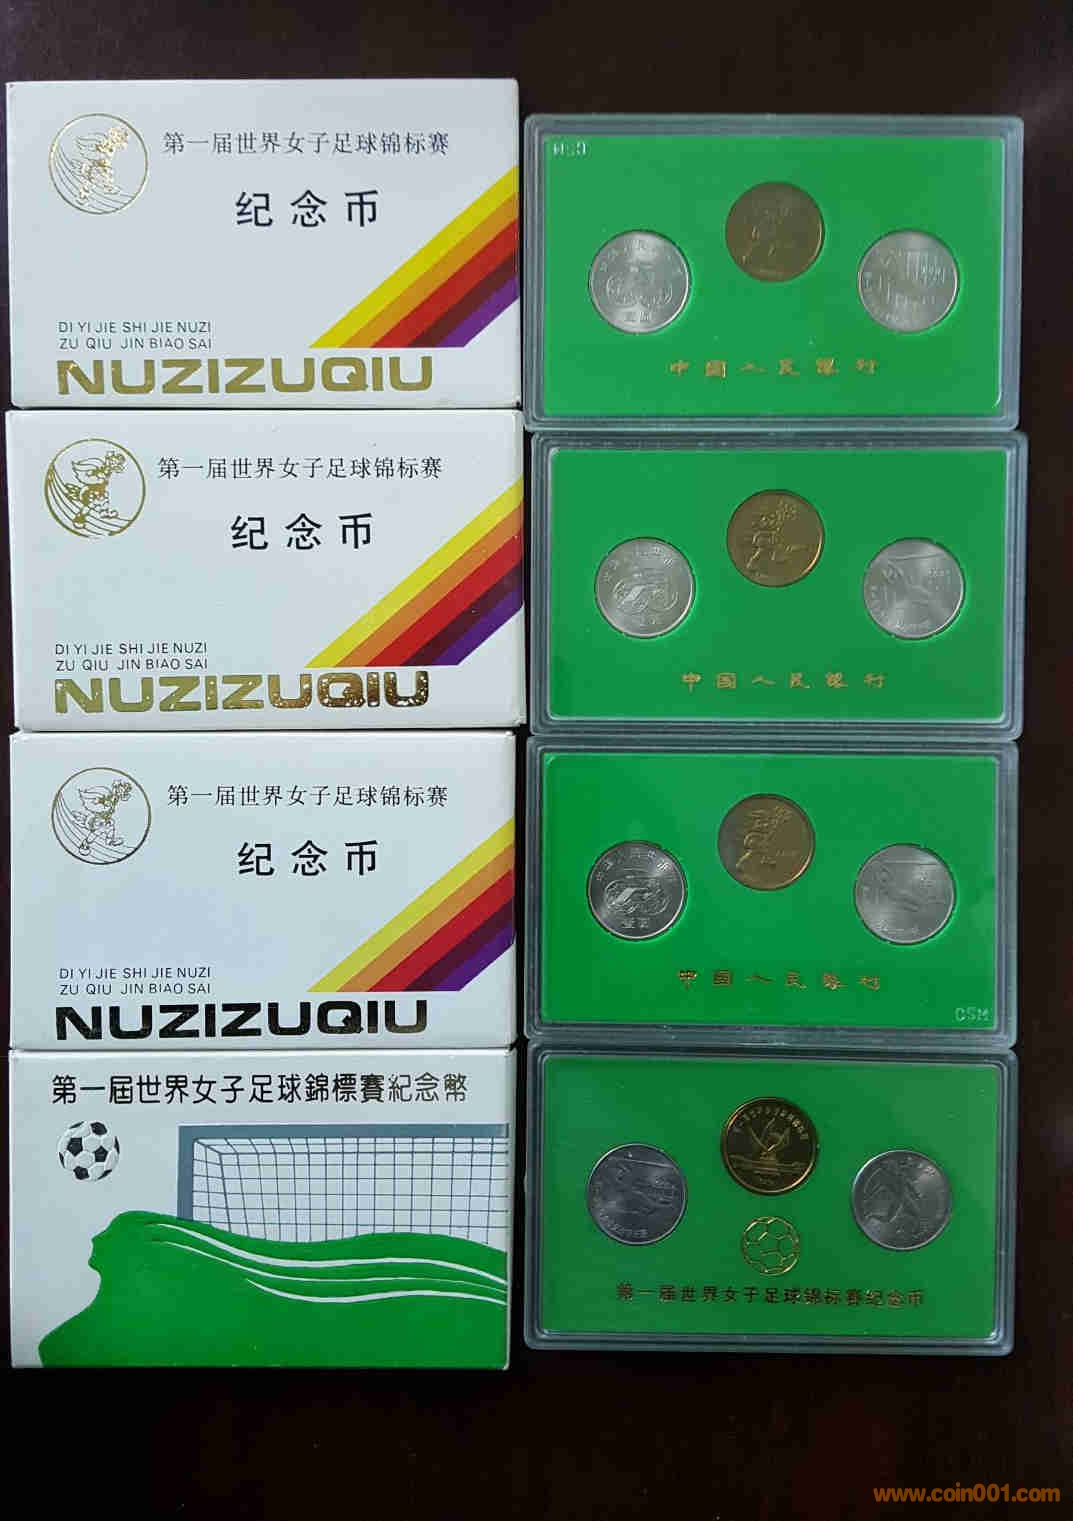 第一届世界女子足球锦标赛
纪念币
DI YI JIE SHI JIE NUZI
ZU QIU JIN BIAO SAI
NUZIZUQIU
中國人民银行
第一届世界女子足球锦标赛
纪念币
DI YI JIE SHI JIE NUZI
ZU QIU JIN BIAO SAI
NUZIZUQIU
中國人民银行
第一届世界女子足球锦标赛
纪念币
DI YI JIE SHI JIE NUZI
ZU QIU JIN BIAO SAI
NUZIZUQIU
中國人民银行
CSM
第一屆世界女子足球錦標賽紀念幣
第一届世界女子足球锦标赛纪念币
www.coin001.com